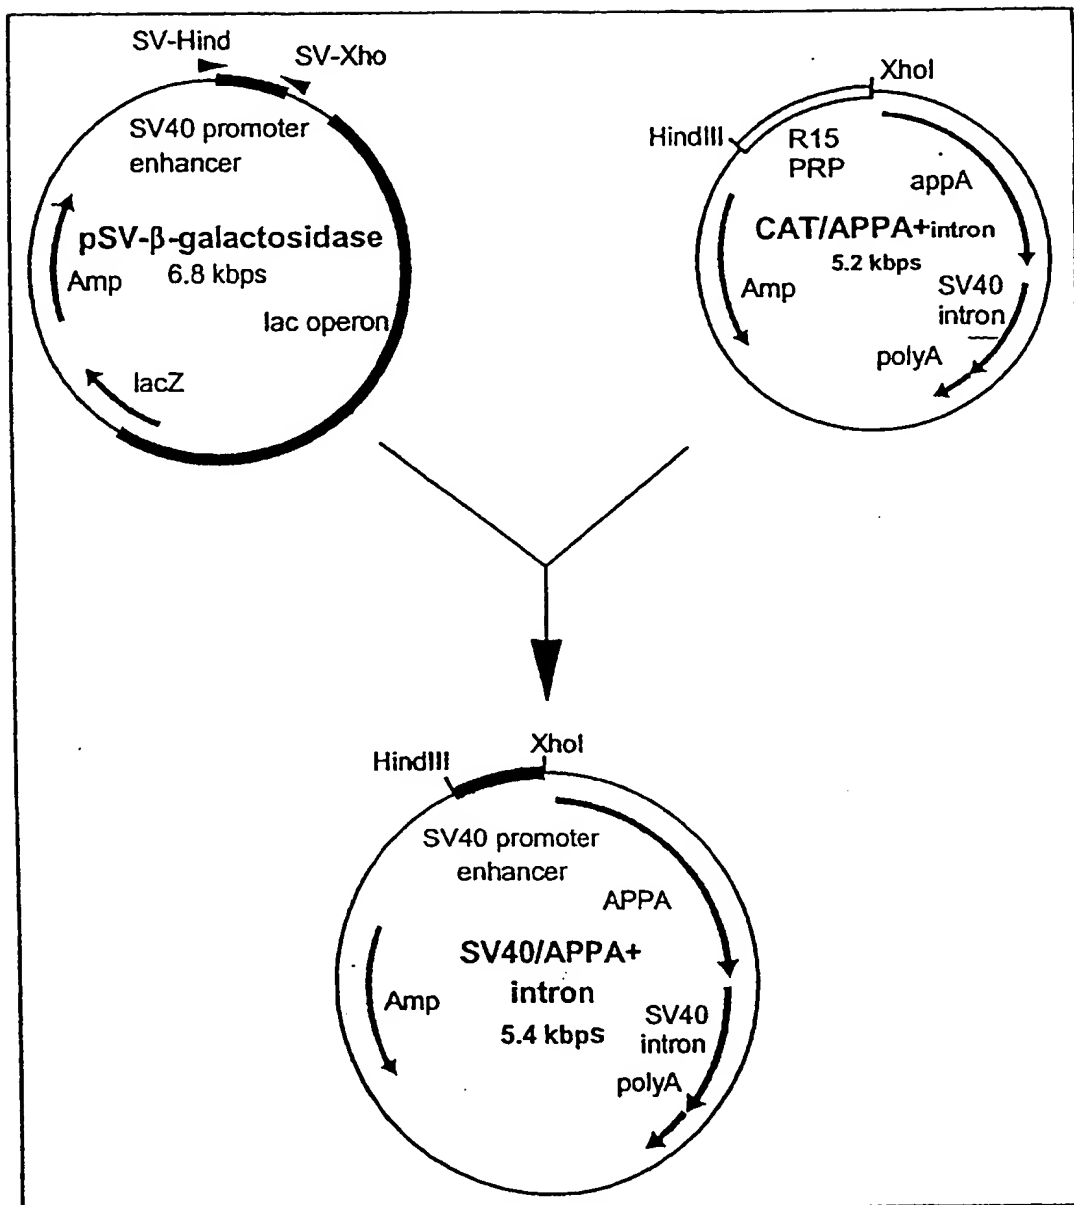 SV-Hind
SV-Xho
SV40 promoter
enhancer
pSV-β-galactosidase
6.8 kbps
Amp
lac operon
lacZ
XhoI
HindIII
R15
PRP
appA
CAT/APPA+intron
5.2 kbps
Amp
SV40
intron
polyA
XhoI
HindIII
SV40 promoter
enhancer
APPA
SV40/APPA+
intron
5.4 kbps
Amp
SV40
intron
polyA